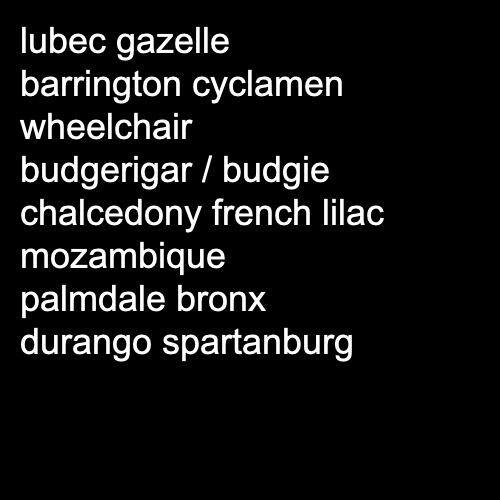 lubec gazelle
barrington cyclamen
wheelchair
budgerigar / budgie
chalcedony french lilac
mozambique
palmdale bronx
durango spartanburg